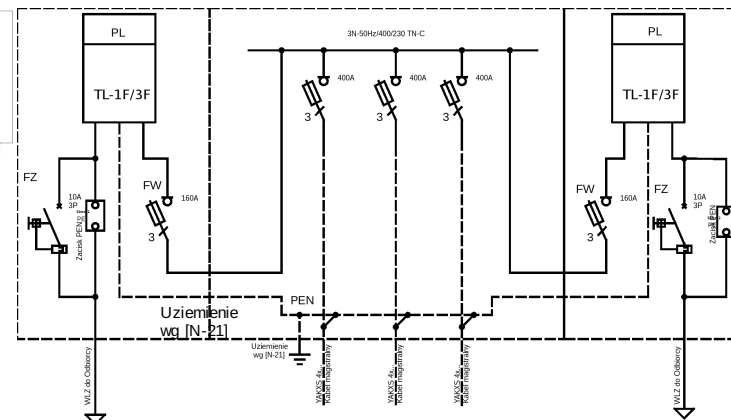 PL
TL-1F/3F
3N-50Hz/400/230 TN-C
400A
400A
400A
3
3
3
PL
TL-1F/3F
FZ
10A
3P
Zacisk PEN
FW
160A
3
FW
160A
3
FZ
10A
3P
Zacisk PEN
Uziemienie
wg [N-21]
PEN
Uziemienie
wg [N-21]
WLZ do Odbiorcy
YAKXS 4x...
Kabel magistralny
YAKXS 4x...
Kabel magistralny
YAKXS 4x...
Kabel magistralny
WLZ do Odbiorcy